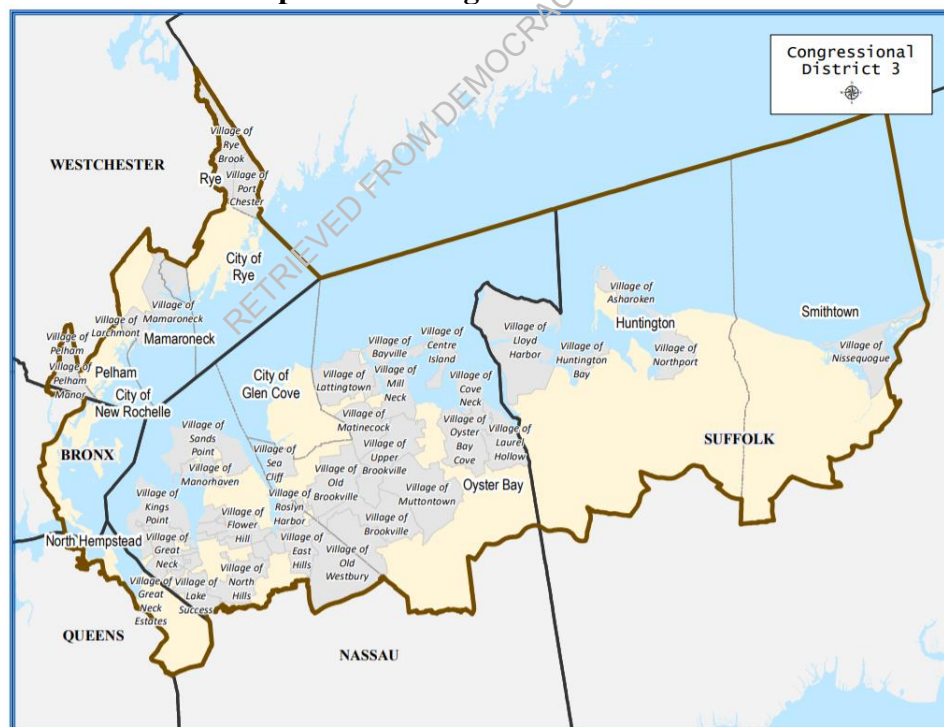 Congressional
District 3
RETRIEVED FROM DEMOCRAC
WESTCHESTER
Village of
Rye
Brook
Rye
Village of
Port
Chester
City of
Rye
Village of
Mamaroneck
Village of
Larchmont
Mamaroneck
Village of
Pelham
Pelham
Village of
Pelham
Manor
City of
New Rochelle
BRONX
Village of
Asharoken
Huntington
Smithtown
Village of
Nissequogue
Village of
Lloyd
Harbor
Village of
Huntington
Bay
Village of
Northport
SUFFOLK
Village of
Centre
Island
Village of
Bayville
Village of
Mill
Neck
Village of
Lattingtown
City of
Glen Cove
Village of
Cove
Neck
Village of
Matinecock
Village of
Oyster
Bay
Cove
Village of
Laurel
Hollow
Village of
Upper
Brookville
Village of
Sands
Point
Village of
Sea
Cliff
Village of
Manorhaven
Village of
Old
Brookville
Village of
Muttontown
Oyster Bay
Village of
Kings
Point
Village of
Roslyn
Harbor
Village of
Flower
Hill
Village of
Brookville
North Hempstead
Village of
Great
Neck
Village of
East
Hills
Village of
Old
Westbury
Village of
Great
Neck
Estates
Village of
Lake
Success
Village of
North
Hills
QUEENS
NASSAU